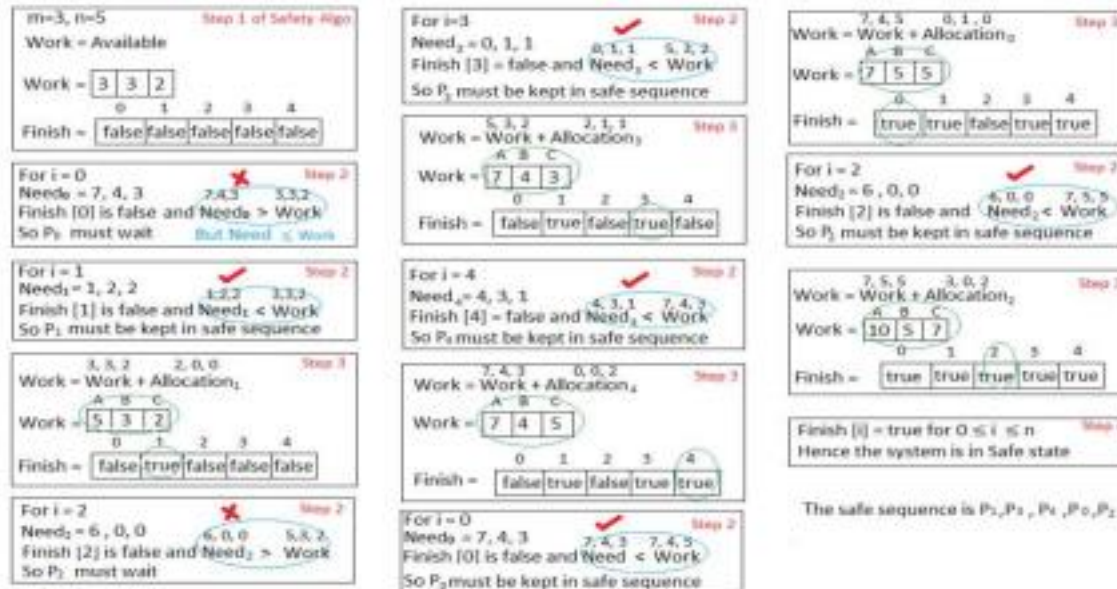 m=3, n=5 Step 1 of Safety Algo
Work = Available
Work = 3 3 2
0 1 2 3 4
Finish = false false false false false
For i = 0 Step 2
Need₀ = 7, 4, 3 7,4,3 3,3,2
Finish [0] is false and Need₀ > Work
So P₀ must wait But Need ≤ Work
For i = 1 Step 2
Need₁ = 1, 2, 2 1,2,2 3,3,2
Finish [1] is false and Need₁ < Work
So P₁ must be kept in safe sequence
3, 3, 2 2, 0, 0 Step 3
Work = Work + Allocation₁
A B C
Work = 5 3 2
0 1 2 3 4
Finish = false true false false false
For i = 2 Step 2
Need₂ = 6 , 0, 0 6, 0, 0 5,3, 2
Finish [2] is false and Need₂ > Work
So P₂ must wait
For i=3 Step 2
Need₃ = 0, 1, 1 0, 1, 1 5, 3, 2
Finish [3] = false and Need₃ < Work
So P₃ must be kept in safe sequence
5, 3, 2 2, 1, 1 Step 3
Work = Work + Allocation₃
A B C
Work = 7 4 3
0 1 2 3 4
Finish = false true false true false
For i = 4 Step 2
Need₄ = 4, 3, 1 4, 3, 1 7, 4, 3
Finish [4] = false and Need₄ < Work
So P₄ must be kept in safe sequence
7, 4, 3 0, 0, 2 Step 3
Work = Work + Allocation₄
A B C
Work = 7 4 5
0 1 2 3 4
Finish = false true false true true
For i = 0 Step 2
Need₀ = 7, 4, 3 7, 4, 3 7, 4, 5
Finish [0] is false and Need < Work
So P₀ must be kept in safe sequence
7, 4, 5 0, 1 , 0 Step
Work = Work + Allocation₀
A B C
Work = 7 5 5
0 1 2 3 4
Finish = true true false true true
For i = 2 Step
Need₂ = 6 , 0, 0 6, 0, 0 7, 5, 5
Finish [2] is false and Need₂ < Work
So P₂ must be kept in safe sequence
7, 5, 5 3, 0, 2 Step
Work = Work + Allocation₂
A B C
Work = 10 5 7
0 1 2 3 4
Finish = true true true true true
Finish [i] = true for 0 ≤ i ≤ n Step
Hence the system is in Safe state
The safe sequence is P₁,P₃ , P₄ ,P₀,P₂